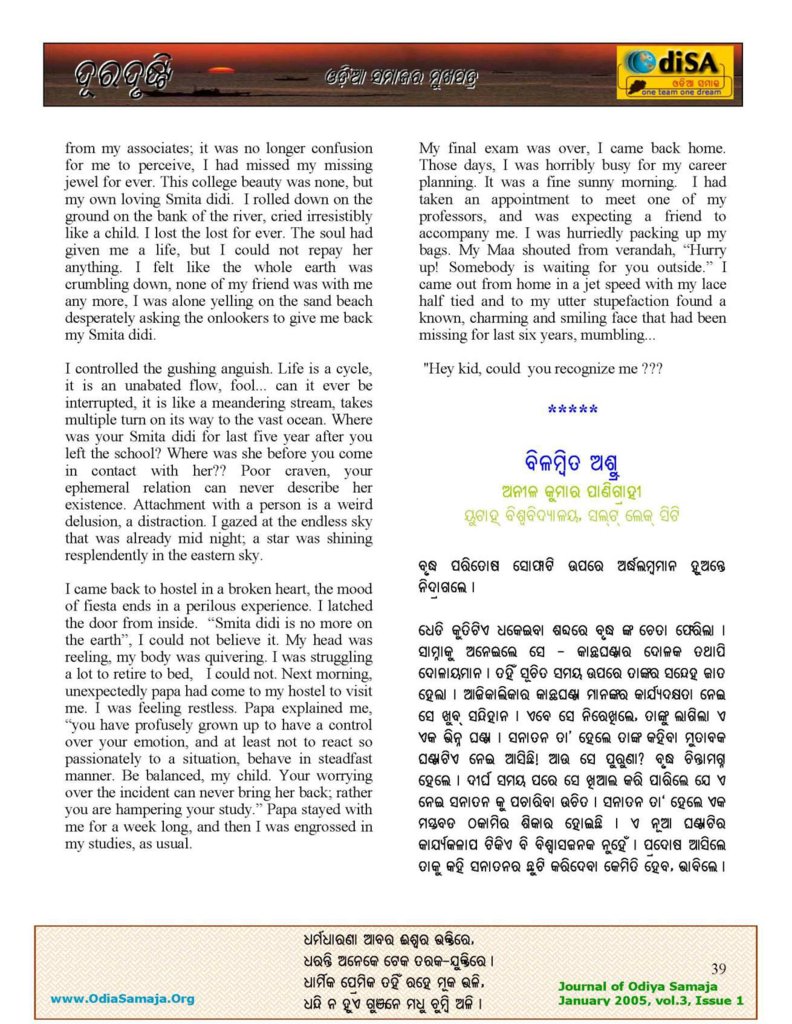 ଦୂରଦୃଷ୍ଟି
ଓଡ଼ିଆ ସମାଜର ମୁଖପତ୍ର
OdiSA
ଓଡିଆ ସମାଜ
one team one dream
from my associates; it was no longer confusion
for me to perceive, I had missed my missing
jewel for ever. This college beauty was none, but
my own loving Smita didi. I rolled down on the
ground on the bank of the river, cried irresistibly
like a child. I lost the lost for ever. The soul had
given me a life, but I could not repay her
anything. I felt like the whole earth was
crumbling down, none of my friend was with me
any more, I was alone yelling on the sand beach
desperately asking the onlookers to give me back
my Smita didi.
I controlled the gushing anguish. Life is a cycle,
it is an unabated flow, fool... can it ever be
interrupted, it is like a meandering stream, takes
multiple turn on its way to the vast ocean. Where
was your Smita didi for last five year after you
left the school? Where was she before you come
in contact with her?? Poor craven, your
ephemeral relation can never describe her
existence. Attachment with a person is a weird
delusion, a distraction. I gazed at the endless sky
that was already mid night; a star was shining
resplendently in the eastern sky.
I came back to hostel in a broken heart, the mood
of fiesta ends in a perilous experience. I latched
the door from inside. “Smita didi is no more on
the earth”, I could not believe it. My head was
reeling, my body was quivering. I was struggling
a lot to retire to bed, I could not. Next morning,
unexpectedly papa had come to my hostel to visit
me. I was feeling restless. Papa explained me,
“you have profusely grown up to have a control
over your emotion, and at least not to react so
passionately to a situation, behave in steadfast
manner. Be balanced, my child. Your worrying
over the incident can never bring her back; rather
you are hampering your study.” Papa stayed with
me for a week long, and then I was engrossed in
my studies, as usual.
My final exam was over, I came back home.
Those days, I was horribly busy for my career
planning. It was a fine sunny morning. I had
taken an appointment to meet one of my
professors, and was expecting a friend to
accompany me. I was hurriedly packing up my
bags. My Maa shouted from verandah, “Hurry
up! Somebody is waiting for you outside.” I
came out from home in a jet speed with my lace
half tied and to my utter stupefaction found a
known, charming and smiling face that had been
missing for last six years, mumbling...
"Hey kid, could you recognize me ???
*****
ବିଳମ୍ବିତ ଅଶ୍ରୁ
ଅନୀଳ କୁମାର ପାଣିଗ୍ରାହୀ
ୟୁଟାହ୍ ବିଶ୍ୱବିଦ୍ୟାଳୟ, ସଲ୍ଟ୍ ଲେକ୍ ସିଟି
ବୃଦ୍ଧ ପରିତୋଷ ସୋଫାଟି ଉପରେ ଅର୍ଦ୍ଧଲମ୍ବମାନ ହୁଅନ୍ତେ
ନିଦ୍ରାଗଲେ ।
ଧେତି କୁତିଟିଏ ଧକେଇବା ଶବ୍ଦରେ ବୃଦ୍ଧ ଙ୍କ ଚେତା ଫେରିଲା ।
ସାମ୍ନାକୁ ଅନେଇଲେ ସେ - କାନ୍ଥଘଣ୍ଟାର ଦୋଳକ ତଥାପି
ଦୋଳାୟମାନ । ତହିଁ ସୂଚିତ ସମୟ ଉପରେ ତାଙ୍କର ସନ୍ଦେହ ଜାତ
ହେଲା । ଆଜିକାଲିକାର କାନ୍ଥଘଣ୍ଟା ମାନଙ୍କର କାର୍ଯ୍ୟଦକ୍ଷତା ନେଇ
ସେ ଖୁବ୍ ସନ୍ଦିହାନ । ଏବେ ସେ ନିରେଖିଲେ, ତାଙ୍କୁ ଲାଗିଲା ଏ
ଏକ ଭିନ୍ନ ଘଣ୍ଟା । ସନାତନ ତା' ହେଲେ ତାଙ୍କ କହିବା ମୁତାବକ
ଘଣ୍ଟାଟିଏ ନେଇ ଆସିଛି! ଆଉ ସେ ପୁରୁଣା? ବୃଦ୍ଧ ଚିନ୍ତାମଗ୍ନ
ହେଲେ । ଦୀର୍ଘ ସମୟ ପରେ ସେ ଖିଆଲ କରି ପାରିଲେ ଯେ ଏ
ନେଇ ସନାତନ କୁ ପଚାରିବା ଉଚିତ । ସନାତନ ତା' ହେଲେ ଏକ
ମସ୍ତବଡ ଠକାମିର ଶିକାର ହୋଇଛି । ଏ ନୂଆ ଘଣ୍ଟାଟିର
କାର୍ଯ୍ୟକଳାପ ଟିକିଏ ବି ବିଶ୍ୱାସଜନକ ନୁହେଁ । ପ୍ରଦୋଷ ଆସିଲେ
ତାକୁ କହି ସନାତନର ଛୁଟି କରିଦେବା କେମିତି ହେବ, ଭାବିଲେ ।
ଧର୍ମଧାରଣା ଆବର ଈଶ୍ୱର ଭକ୍ତିରେ,
ଧରନ୍ତି ଅନେକେ ଟେକ ତରକ-ଯୁକ୍ତିରେ ।
ଧାର୍ମିକ ପ୍ରେମିକ ତହିଁ ରହେ ମୂକ ଭଳି,
ଧନ୍ଦି ନ ହୁଏ ଗୁଞ୍ଜନେ ମଧୁ ଚୁମ୍ବି ଅଳି ।
39
www.OdiaSamaja.Org
Journal of Odiya Samaja
January 2005, vol.3, Issue 1